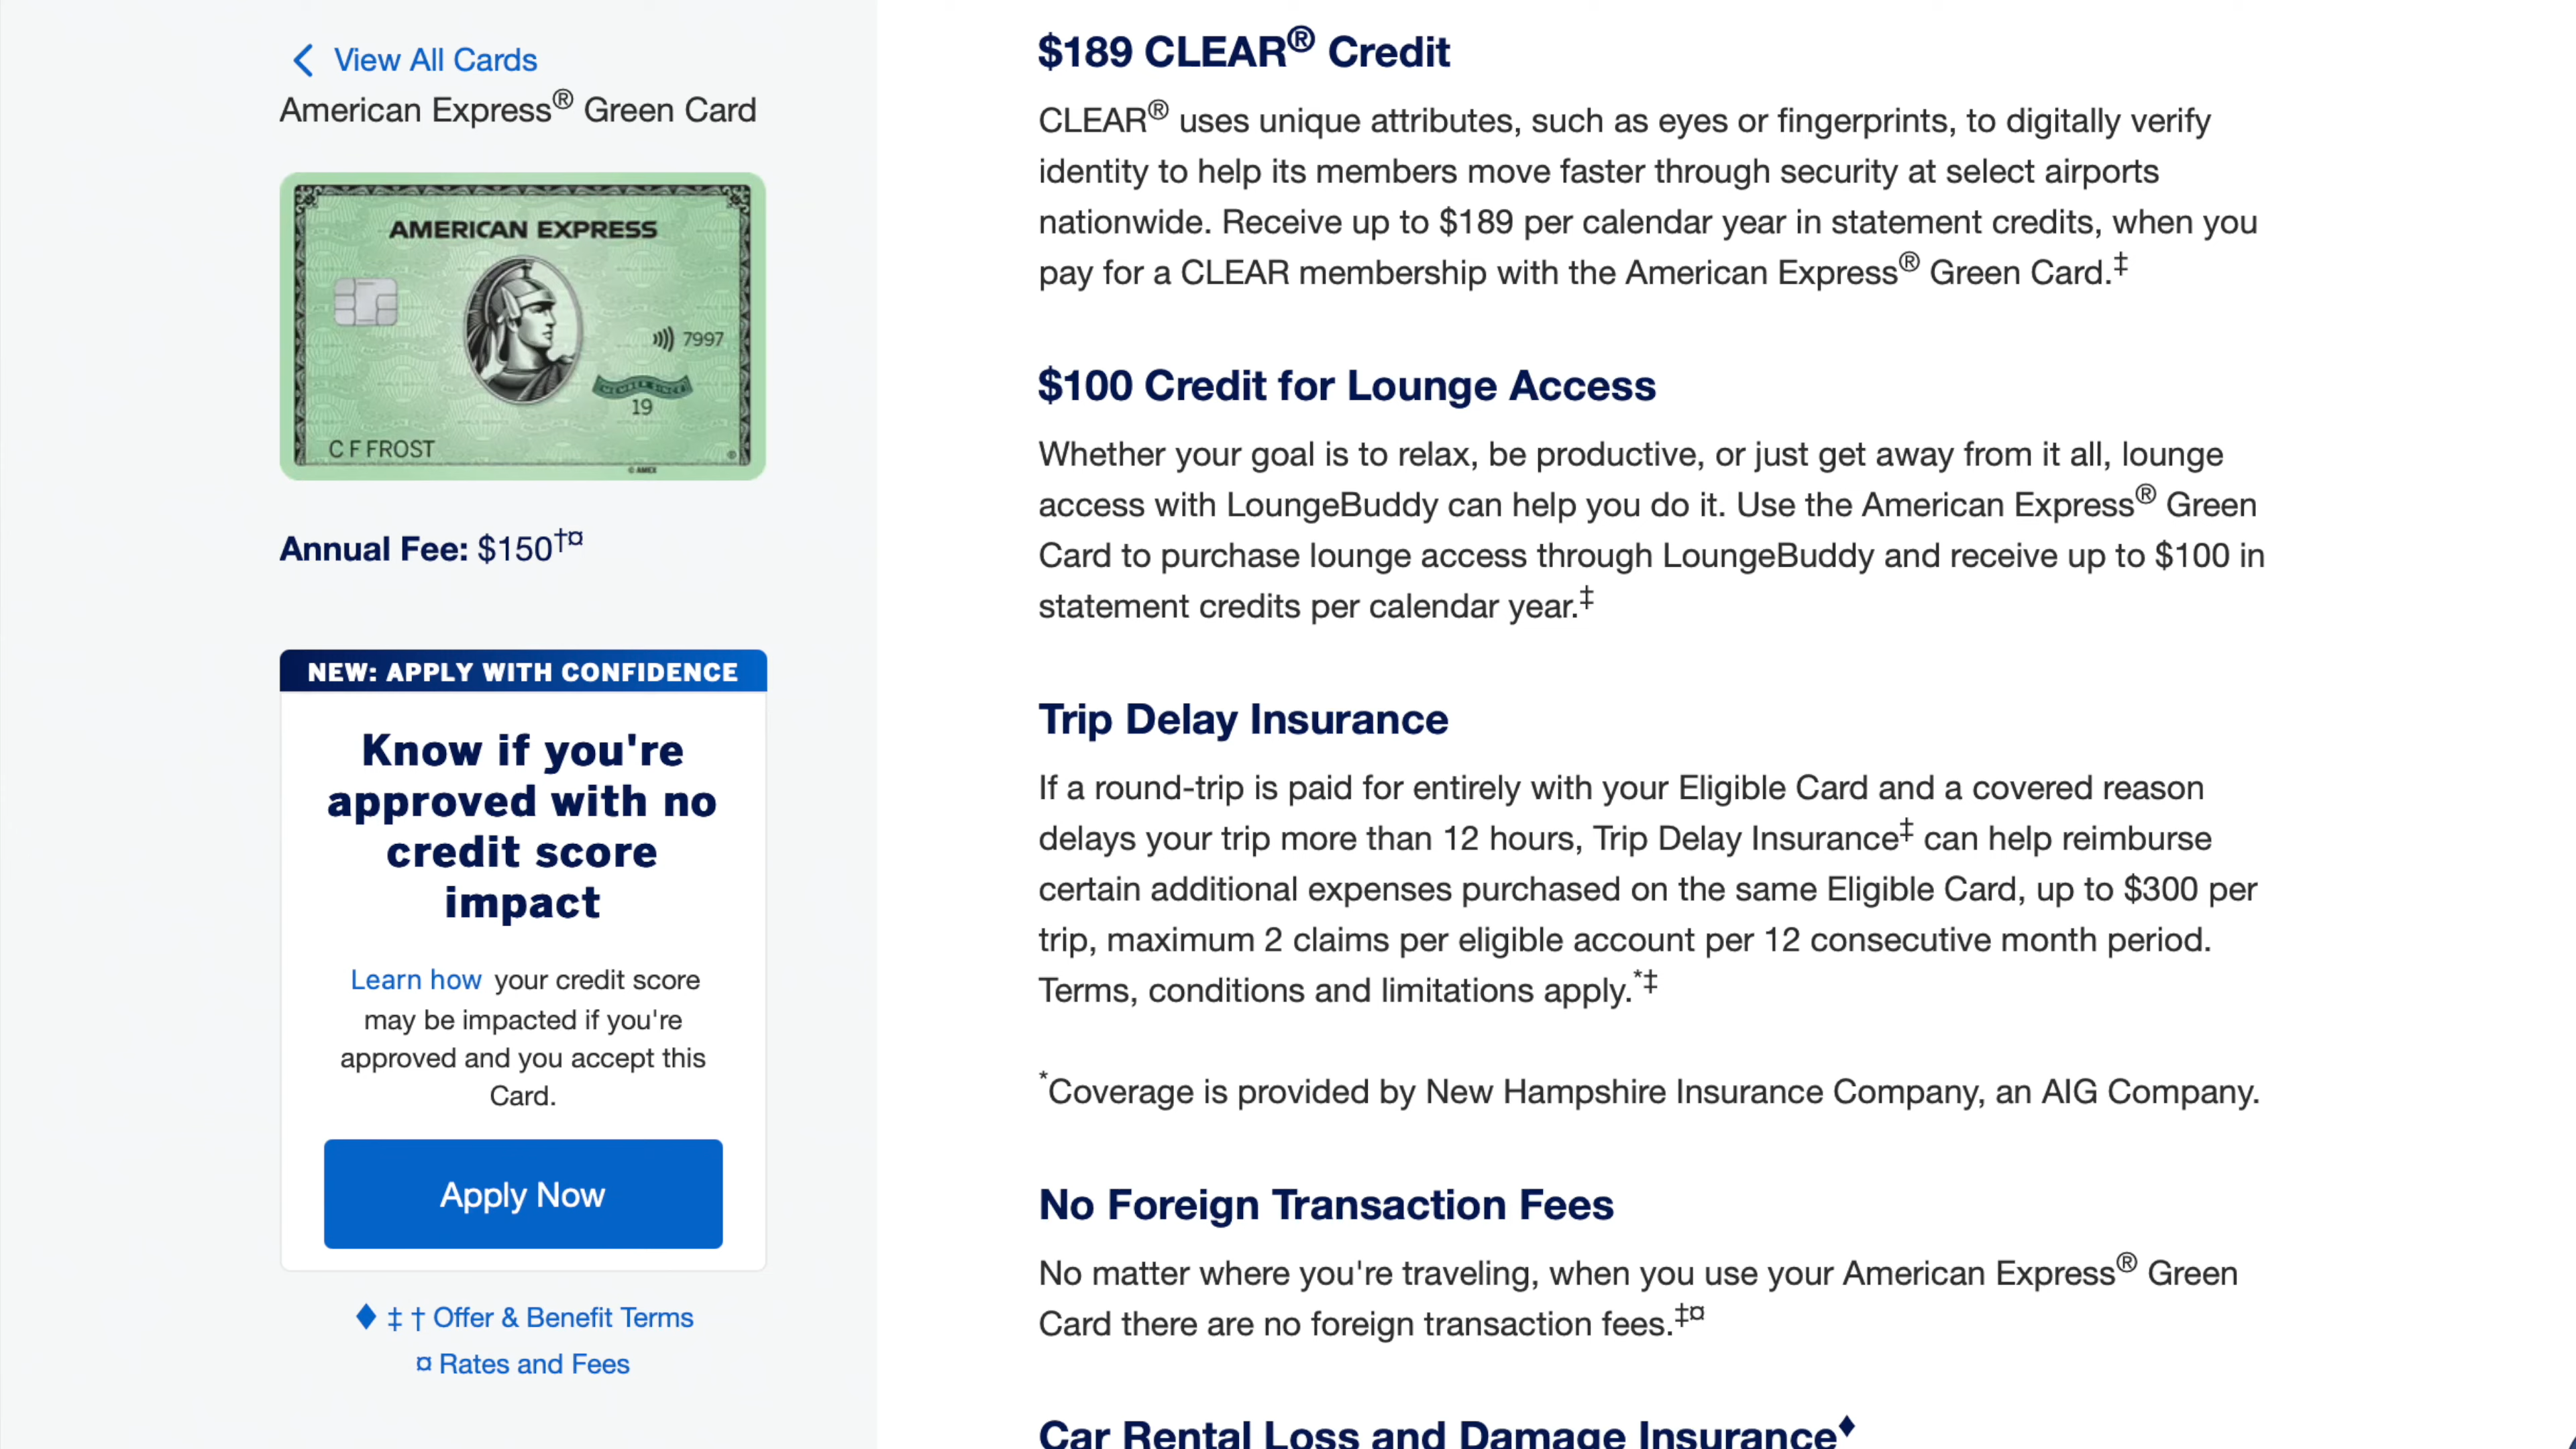 View All Cards
American Express® Green Card
AMERICAN EXPRESS
7997
MEMBER SINCE
19
C F FROST
© AMEX
Annual Fee: $150†¤
NEW: APPLY WITH CONFIDENCE
Know if you're
approved with no
credit score
impact
Learn how your credit score
may be impacted if you're
approved and you accept this
Card.
Apply Now
♦ ‡ † Offer & Benefit Terms
¤ Rates and Fees
$189 CLEAR® Credit
CLEAR® uses unique attributes, such as eyes or fingerprints, to digitally verify
identity to help its members move faster through security at select airports
nationwide. Receive up to $189 per calendar year in statement credits, when you
pay for a CLEAR membership with the American Express® Green Card.‡
$100 Credit for Lounge Access
Whether your goal is to relax, be productive, or just get away from it all, lounge
access with LoungeBuddy can help you do it. Use the American Express® Green
Card to purchase lounge access through LoungeBuddy and receive up to $100 in
statement credits per calendar year.‡
Trip Delay Insurance
If a round-trip is paid for entirely with your Eligible Card and a covered reason
delays your trip more than 12 hours, Trip Delay Insurance‡ can help reimburse
certain additional expenses purchased on the same Eligible Card, up to $300 per
trip, maximum 2 claims per eligible account per 12 consecutive month period.
Terms, conditions and limitations apply.*‡
*Coverage is provided by New Hampshire Insurance Company, an AIG Company.
No Foreign Transaction Fees
No matter where you're traveling, when you use your American Express® Green
Card there are no foreign transaction fees.‡¤
Car Rental Loss and Damage Insurance♦